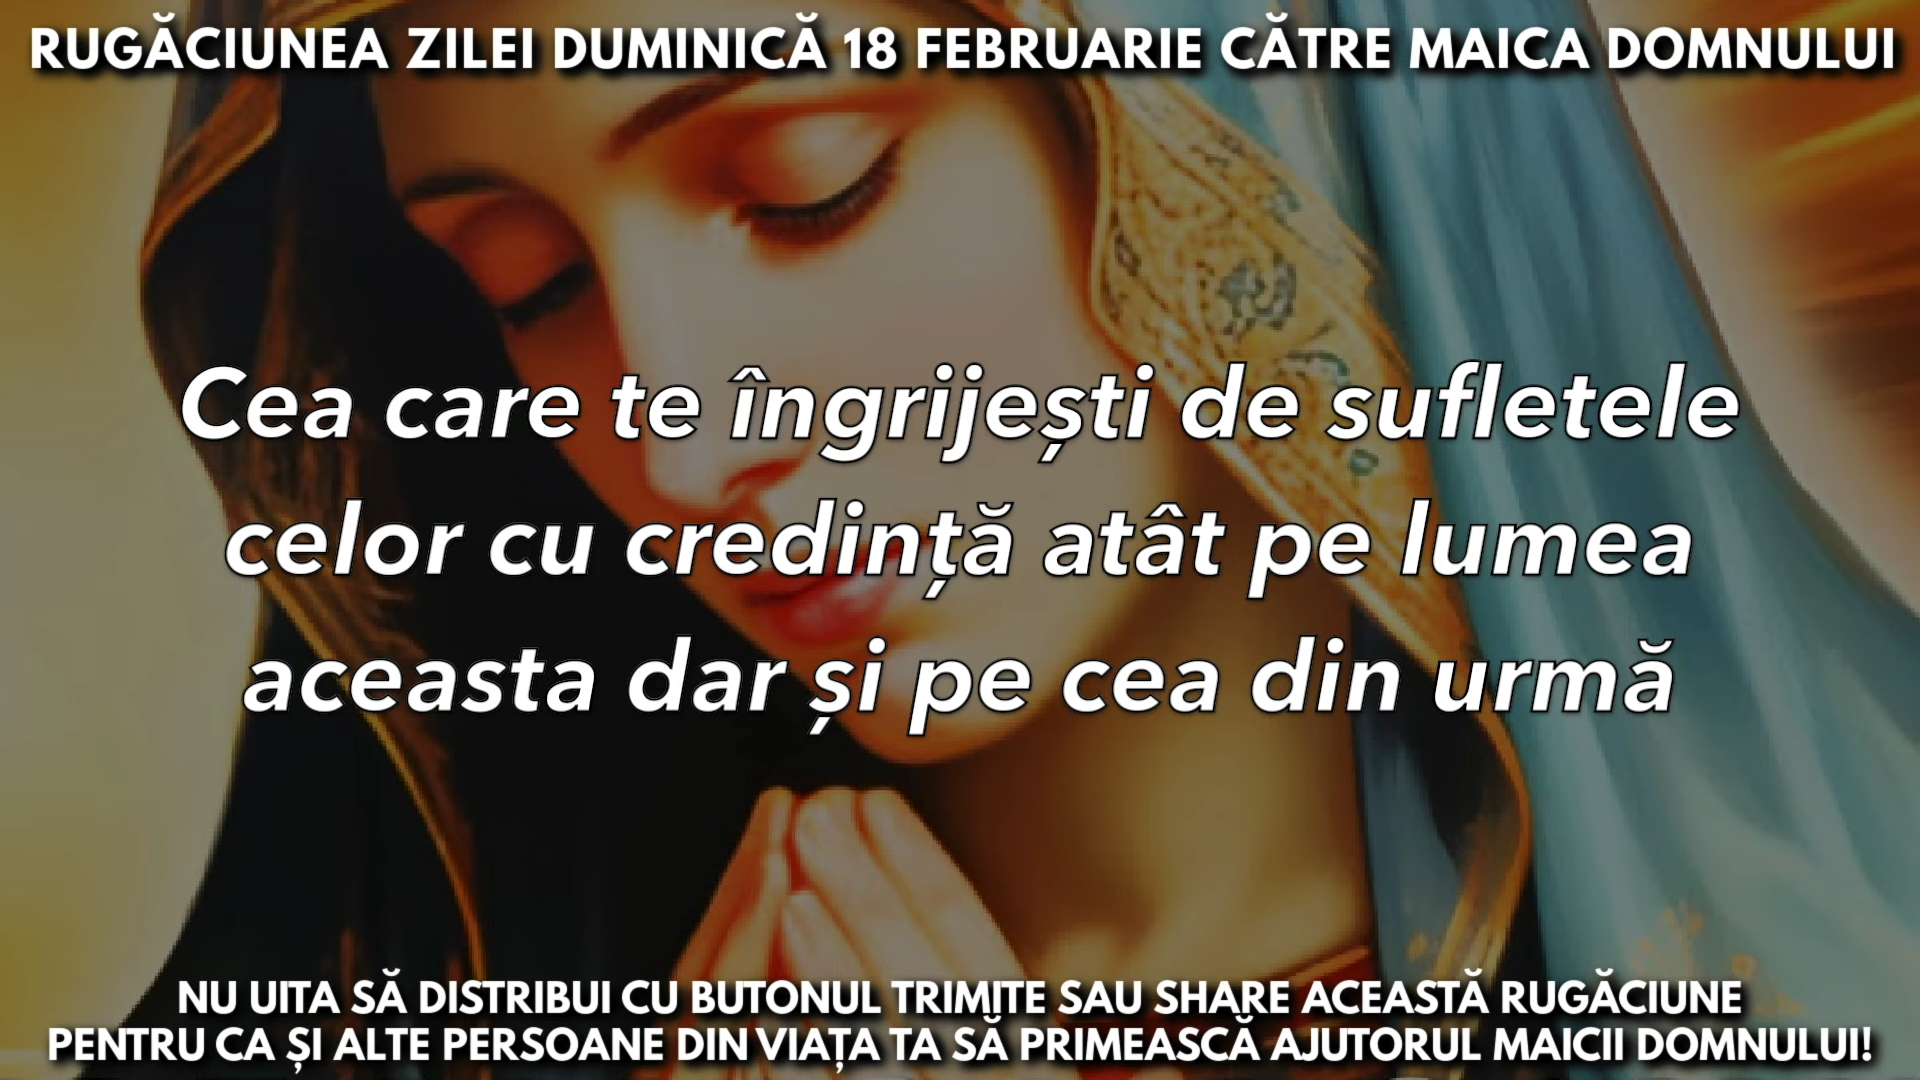 RUGĂCIUNEA ZILEI DUMINICĂ 18 FEBRUARIE CĂTRE MAICA DOMNULUI
Cea care te îngrijești de sufletele
celor cu credință atât pe lumea
aceasta dar și pe cea din urmă
NU UITA SĂ DISTRIBUI CU BUTONUL TRIMITE SAU SHARE ACEASTĂ RUGĂCIUNE
PENTRU CA ȘI ALTE PERSOANE DIN VIAȚA TA SĂ PRIMEASCĂ AJUTORUL MAICII DOMNULUI!